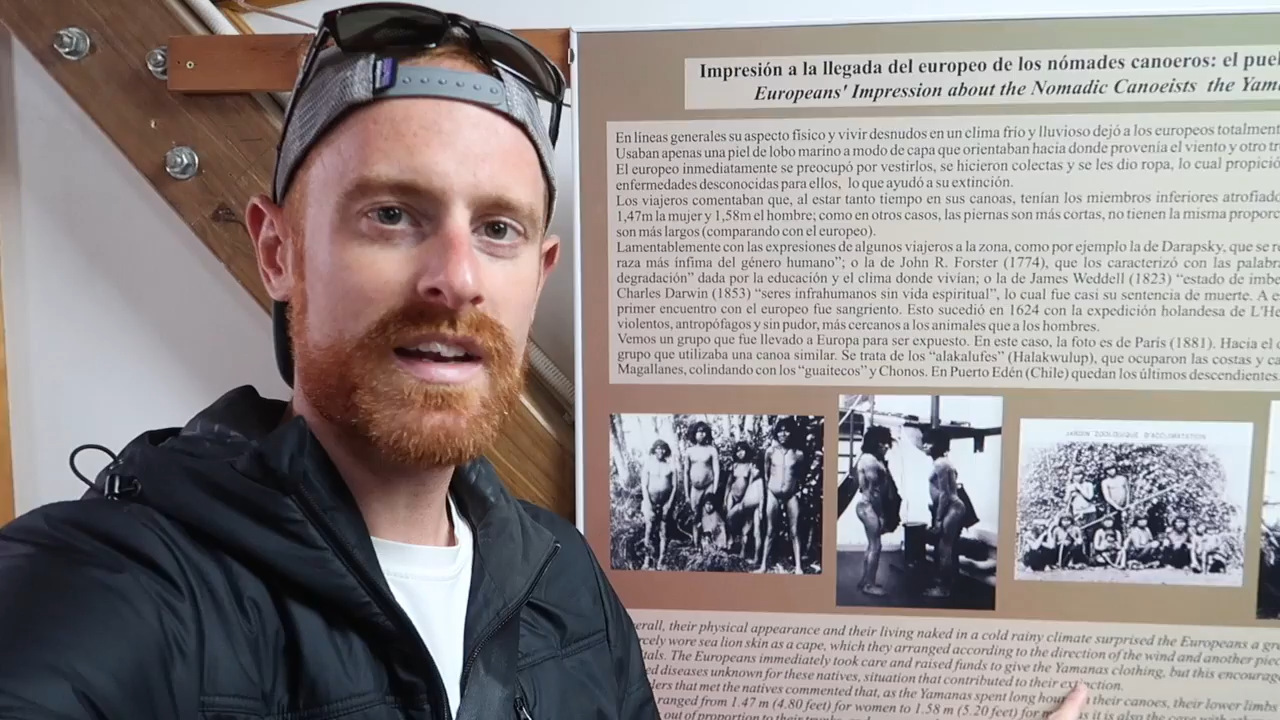 Impresión a la llegada del europeo de los nómades canoeros: el
Europeans' Impression about the Nomadic Canoeists the
En líneas generales su aspecto físico y vivir desnudos en un clima frío y lluvioso dejó a los europeos
Usaban apenas una piel de lobo marino a modo de capa que orientaban hacia donde provenía el viento y otro
El europeo inmediatamente se preocupó por vestirlos, se hicieron colectas y se les dio ropa, lo cual
enfermedades desconocidas para ellos, lo que ayudó a su extinción.
Los viajeros comentaban que, al estar tanto tiempo en sus canoas, tenían los miembros inferiores
1,47m la mujer y 1,58m el hombre; como en otros casos, las piernas son más cortas, no tienen la misma
son más largos (comparando con el europeo).
Lamentablemente con las expresiones de algunos viajeros a la zona, como por ejemplo la de Darapsky, que se
raza más ínfima del género humano"; o la de John R. Forster (1774), que los caracterizó con las
degradación" dada por la educación y el clima donde vivían; o la de James Weddell (1823) "estado de
Charles Darwin (1853) "seres infrahumanos sin vida espiritual", lo cual fue casi su sentencia de muerte. A
primer encuentro con el europeo fue sangriento. Esto sucedió en 1624 con la expedición holandesa de
violentos, antropófagos y sin pudor, más cercanos a los animales que a los hombres.
Vemos un grupo que fue llevado a Europa para ser expuesto. En este caso, la foto es de París (1881). Hacia el
grupo que utilizaba una canoa similar. Se trata de los "alakalufes" (Halakwulup), que ocuparon las costas y
Magallanes, colindando con los "guaitecos" y Chonos. En Puerto Edén (Chile) quedan los últimos descendientes
JARDIN ZOOLOGIQUE D'ACCLIMATATION
their physical appearance and their living naked in a cold rainy climate surprised the Europeans a
wore sea lion skin as a cape, which they arranged according to the direction of the wind and another
The Europeans immediately took care and raised funds to give the Yamanas clothing, but this
diseases unknown for these natives, situation that contributed to their extinction.
that met the natives commented that, as the Yamanas spent long their canoes, their lower limbs
ranged from 1.47 m (4.80 feet) for women to 1.58 m (5.20 feet) for
out of proportion to their